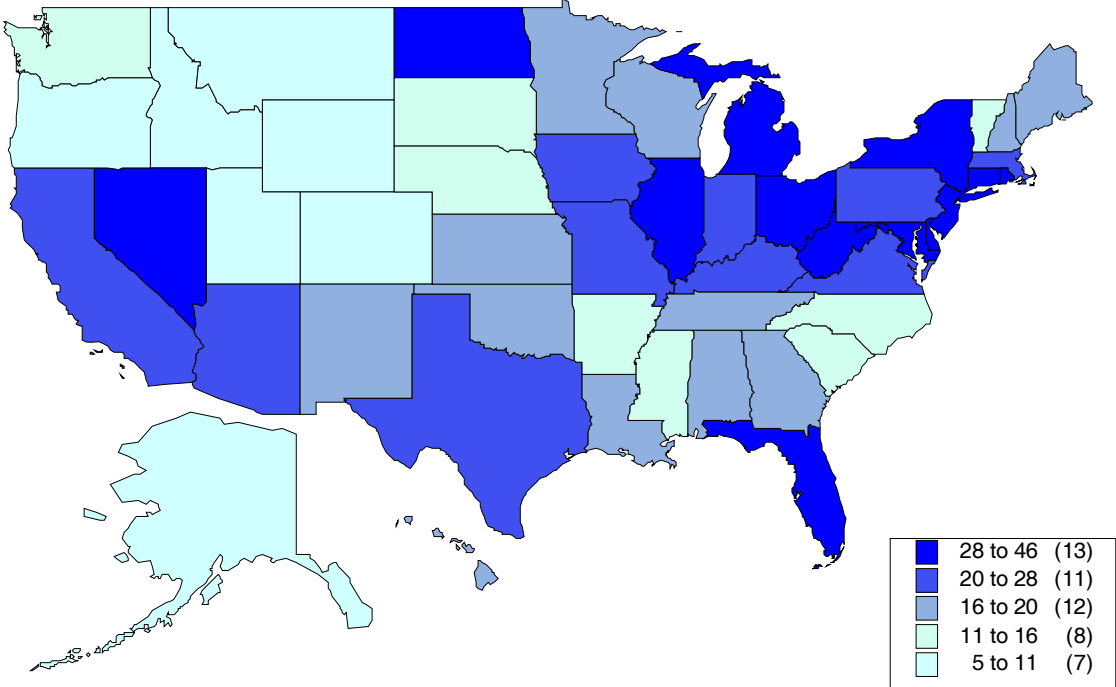 28 to 46 (13)
20 to 28 (11)
16 to 20 (12)
11 to 16 (8)
5 to 11 (7)